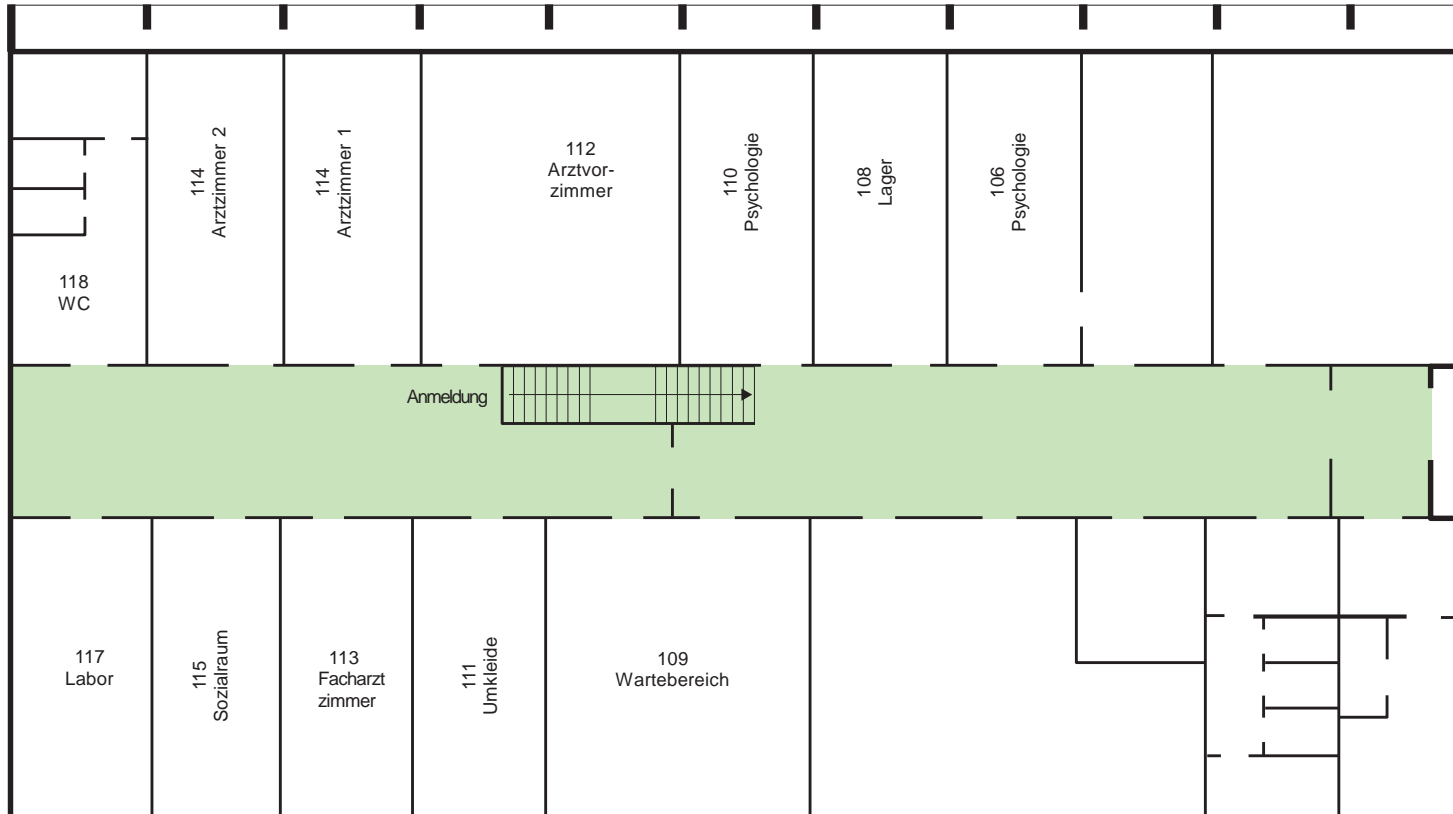 114
Arztzimmer 2
114
Arztzimmer 1
112
Arztvor-
zimmer
110
Psychologie
108
Lager
106
Psychologie
118
WC
Anmeldung
117
Labor
115
Sozialraum
113
Facharzt
zimmer
111
Umkleide
109
Wartebereich